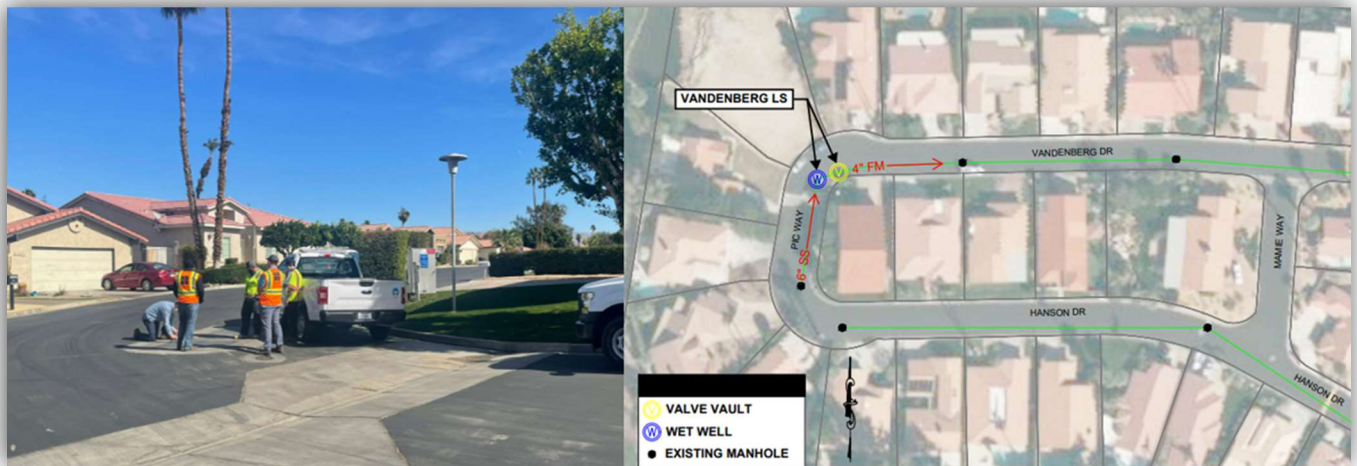 VANDENBERG LS
W
V
4" FM
VANDENBERG DR
PIC WAY
6" SS
MAMIE WAY
HANSON DR
HANSON DR
V VALVE VAULT
W WET WELL
EXISTING MANHOLE